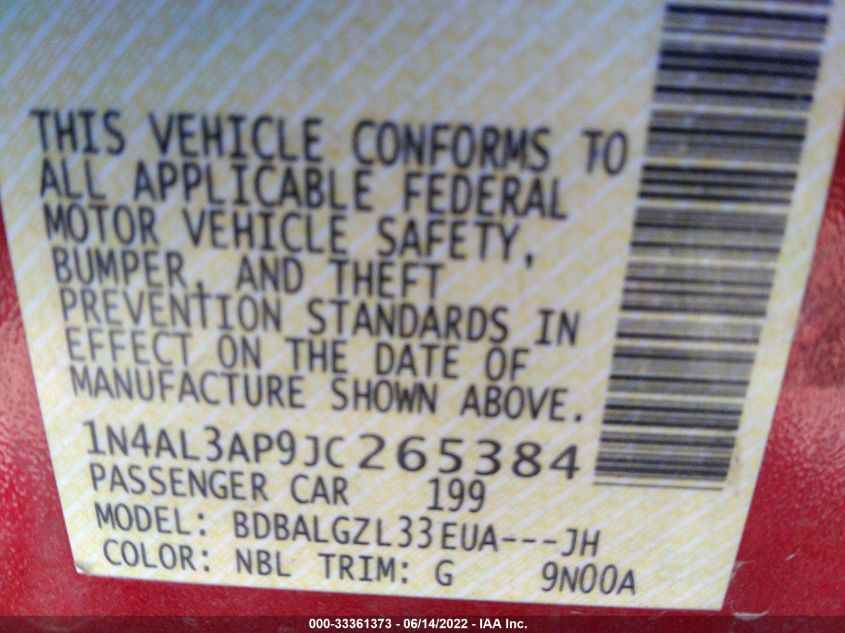 THIS VEHICLE CONFORMS TO
ALL APPLICABLE FEDERAL
MOTOR VEHICLE SAFETY,
BUMPER, AND THEFT
PREVENTION STANDARDS IN
EFFECT ON THE DATE OF
MANUFACTURE SHOWN ABOVE.
1N4AL3AP9JC265384
PASSENGER CAR 199
MODEL: BDBALGZL33EUA---JH
COLOR: NBL TRIM: G 9N00A
000-33361373 - 06/14/2022 - IAA Inc.